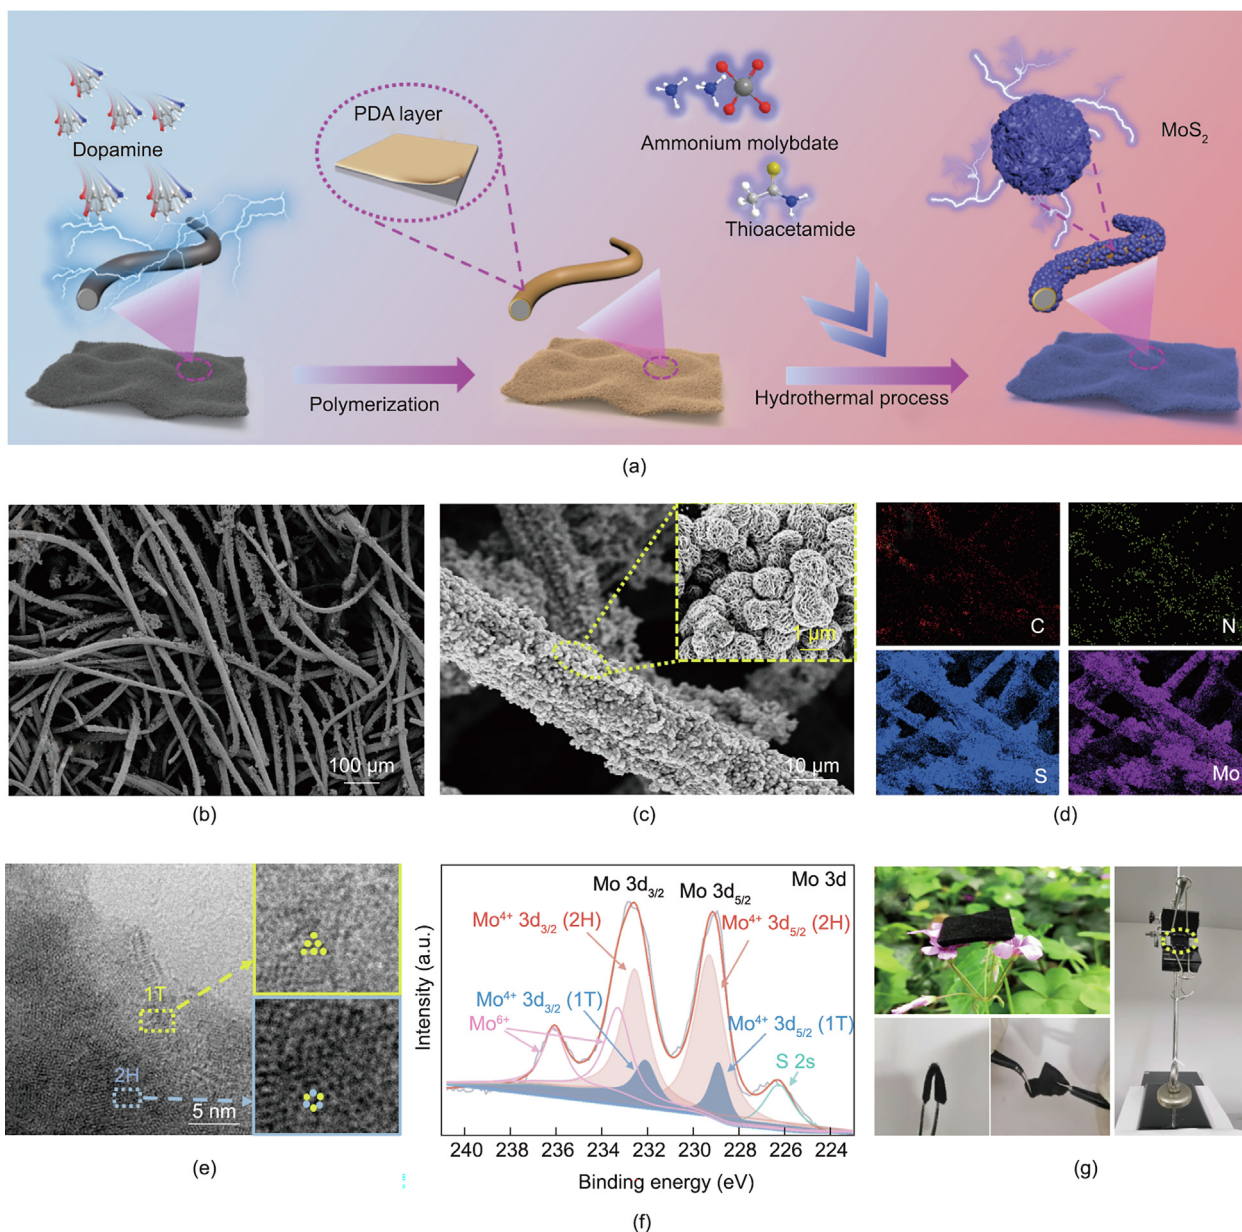 Dopamine
PDA layer
Ammonium molybdate
Thioacetamide
MoS₂
Polymerization
Hydrothermal process
(a)
100 μm
(b)
1 μm
10 μm
(c)
C
N
S
Mo
(d)
1T
2H
5 nm
(e)
Mo 3d₃/₂
Mo 3d₅/₂
Mo 3d
Mo⁴⁺ 3d₃/₂ (2H)
Mo⁴⁺ 3d₅/₂ (2H)
Mo⁴⁺ 3d₃/₂ (1T)
Mo⁶⁺
Mo⁴⁺ 3d₅/₂ (1T)
S 2s
Intensity (a.u.)
240 238 236 234 232 230 228 226 224
Binding energy (eV)
(f)
(g)